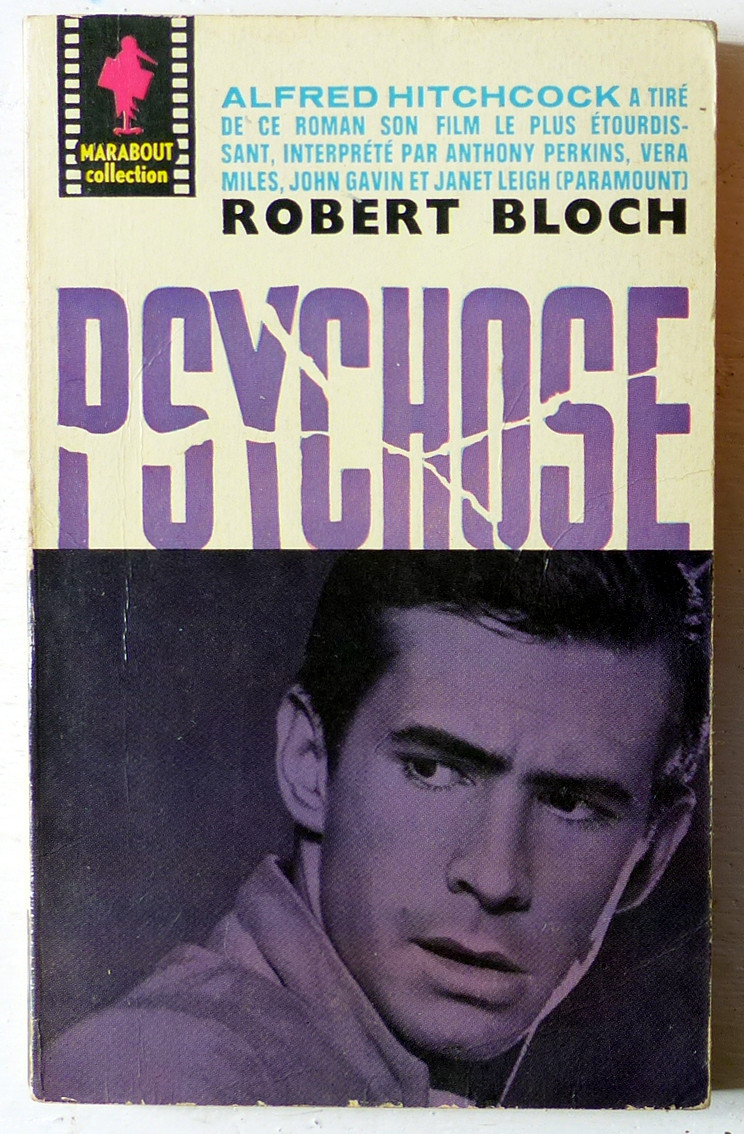 MARABOUT
collection
ALFRED HITCHCOCK A TIRÉ
DE CE ROMAN SON FILM LE PLUS ÉTOURDIS-
SANT, INTERPRÉTÉ PAR ANTHONY PERKINS, VERA
MILES, JOHN GAVIN ET JANET LEIGH (PARAMOUNT)
ROBERT BLOCH
PSYCHOSE